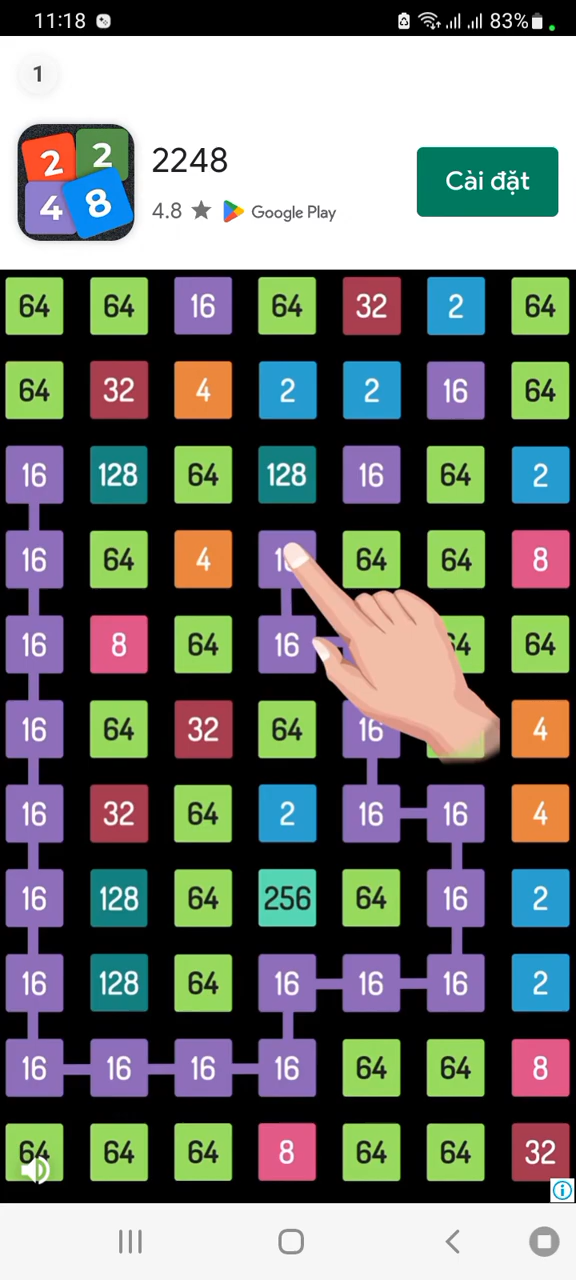 11:18 83%
1
2 2 4 8
2248
4.8 Google Play
Cài đặt
64 64 16 64 32 2 64
64 32 4 2 2 16 64
16 128 64 128 16 64 2
16 64 4 64 64 8
16 8 64 16 64
16 64 32 64 16 4
16 32 64 2 16 16 4
16 128 64 256 64 16 2
16 128 64 16 16 16 2
16 16 16 16 64 64 8
64 64 64 8 64 64 32